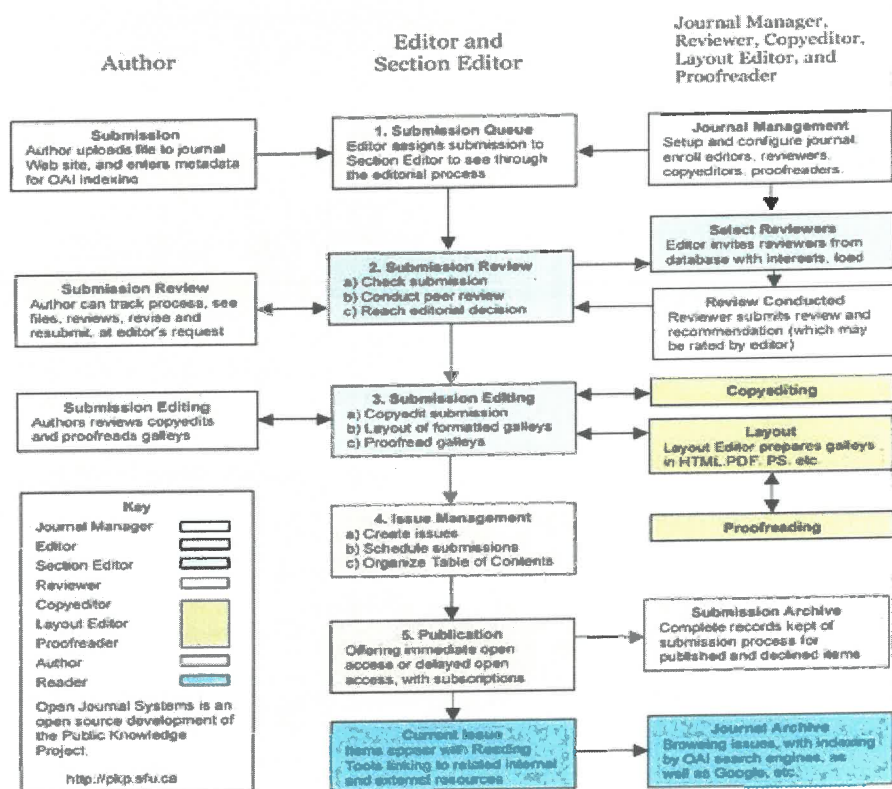 Author
Editor and
Section Editor
Journal Manager,
Reviewer, Copyeditor,
Layout Editor, and
Proofreader
Submission
Author uploads file to journal
Web site, and enters metadata
for OAI indexing
1. Submission Queue
Editor assigns submission to
Section Editor to see through
the editorial process
Journal Management
Setup and configure journal,
enroll editors, reviewers,
copyeditors, proofreaders.
Select Reviewers
Editor invites reviewers from
database with interests, load
Submission Review
Author can track process, see
files, reviews, revise and
resubmit, at editor's request
2. Submission Review
a) Check submission
b) Conduct peer review
c) Reach editorial decision
Review Conducted
Reviewer submits review and
recommendation (which may
be rated by editor)
Submission Editing
Authors reviews copyedits
and proofreads galleys
3. Submission Editing
a) Copyedit submission
b) Layout of formatted galleys
c) Proofread galleys
Copyediting
Layout
Layout Editor prepares galleys
in HTML, PDF, PS, etc.
Proofreading
Key
Journal Manager
Editor
Section Editor
Reviewer
Copyeditor
Layout Editor
Proofreader
Author
Reader
Open Journal Systems is an
open source development of
the Public Knowledge
Project.
http://pkp.sfu.ca
4. Issue Management
a) Create issues
b) Schedule submissions
c) Organize Table of Contents
5. Publication
Offering immediate open
access or delayed open
access, with subscriptions
Submission Archive
Complete records kept of
submission process for
published and declined items
Current Issue
Items appear with Reading
Tools linking to related internal
and external resources
Journal Archive
Browsing issues, with indexing
by OAI search engines, as
well as Google, etc.